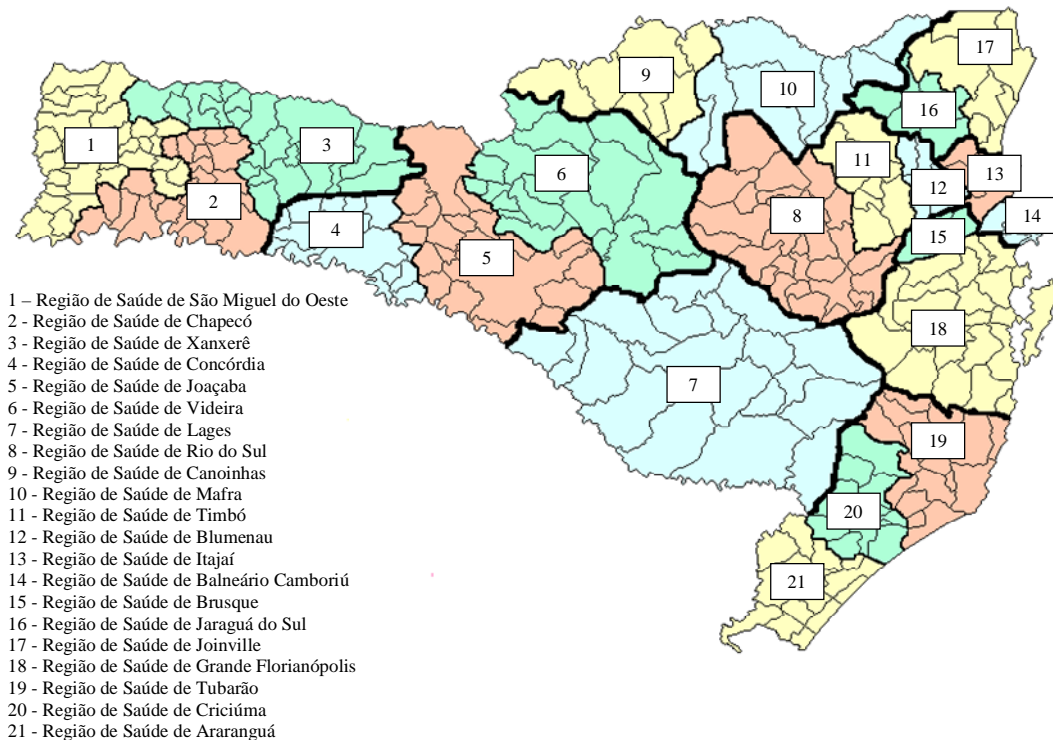 17
9
10
16
1
3
11
6
13
12
2
8
14
4
15
5
1 – Região de Saúde de São Miguel do Oeste
2 - Região de Saúde de Chapecó
18
3 - Região de Saúde de Xanxerê
4 - Região de Saúde de Concórdia
5 - Região de Saúde de Joaçaba
7
6 - Região de Saúde de Videira
7 - Região de Saúde de Lages
8 - Região de Saúde de Rio do Sul
19
9 - Região de Saúde de Canoinhas
10 - Região de Saúde de Mafra
20
11 - Região de Saúde de Timbó
12 - Região de Saúde de Blumenau
13 - Região de Saúde de Itajaí
21
14 - Região de Saúde de Balneário Camboriú
15 - Região de Saúde de Brusque
16 - Região de Saúde de Jaraguá do Sul
17 - Região de Saúde de Joinville
18 - Região de Saúde de Grande Florianópolis
19 - Região de Saúde de Tubarão
20 - Região de Saúde de Criciúma
21 - Região de Saúde de Araranguá